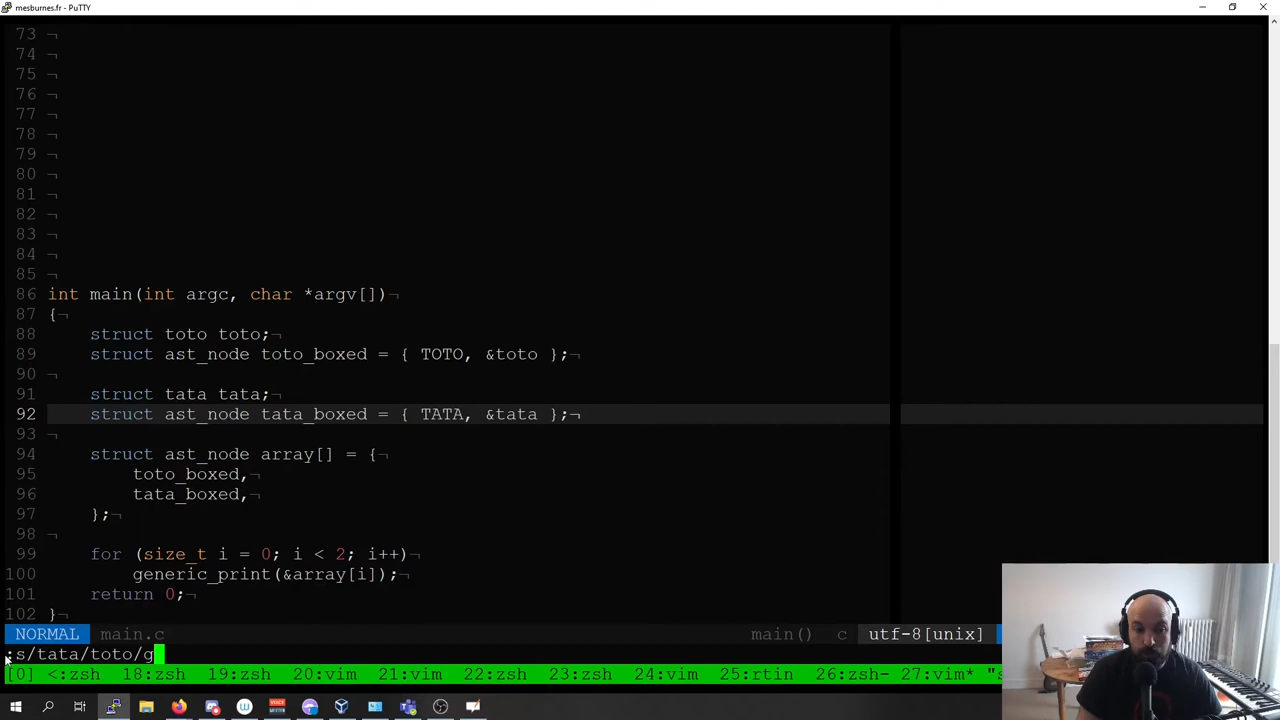 mesburnes.fr - PuTTY
73 ¬
74 ¬
75 ¬
76 ¬
77 ¬
78 ¬
79 ¬
80 ¬
81 ¬
82 ¬
83 ¬
84 ¬
85 ¬
86 int main(int argc, char *argv[])¬
87 {¬
88     struct toto toto;¬
89     struct ast_node toto_boxed = { TOTO, &toto };¬
90 ¬
91     struct tata tata;¬
92     struct ast_node tata_boxed = { TATA, &tata };¬
93 ¬
94     struct ast_node array[] = {¬
95         toto_boxed,¬
96         tata_boxed,¬
97     };¬
98 ¬
99     for (size_t i = 0; i < 2; i++)¬
100         generic_print(&array[i]);¬
101     return 0;¬
102 }¬
NORMAL main.c main() c utf-8[unix]
:s/tata/toto/g
[0] <:zsh 18:zsh 19:zsh 20:vim 21:vim 22:zsh 23:zsh 24:vim 25:rtin 26:zsh- 27:vim* "s